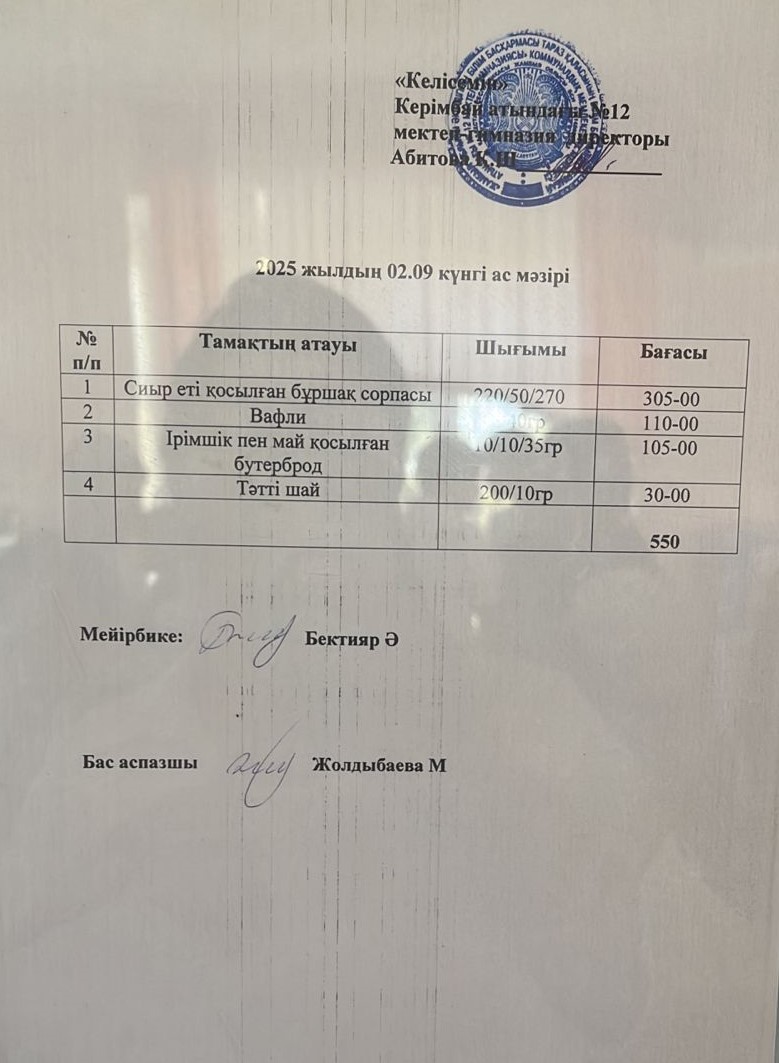 «Келісемін»
Керімбай атындағы №12
мектеп-гимназия директоры
Абитова Қ.Ш
2025 жылдың 02.09 күнгі ас мәзірі
№ п/п Тамақтың атауы Шығымы Бағасы
1 Сиыр еті қосылған бұршақ сорпасы 220/50/270 305-00
2 Вафли 110-00
3 Ірімшік пен май қосылған 10/10/35гр 105-00
бутерброд
4 Тәтті шай 200/10гр 30-00
550
Мейірбике: Бектияр Ә
Бас аспазшы Жолдыбаева М